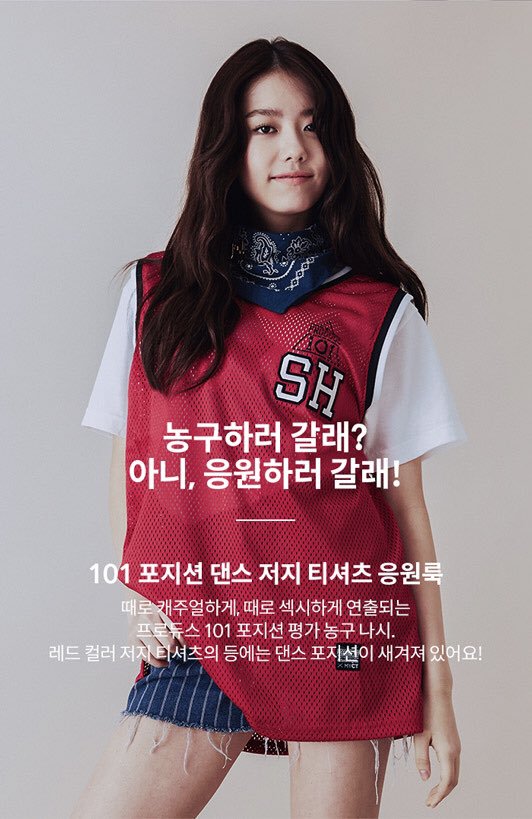 101
SH
농구하러 갈래?
아니, 응원하러 갈래!
101 포지션 댄스 저지 티셔츠 응원룩
때로 캐주얼하게, 때로 섹시하게 연출되는
프로듀스 101 포지션 평가 농구 나시.
레드 컬러 저지 티셔츠의 등에는 댄스 포지션이 새겨져 있어요!